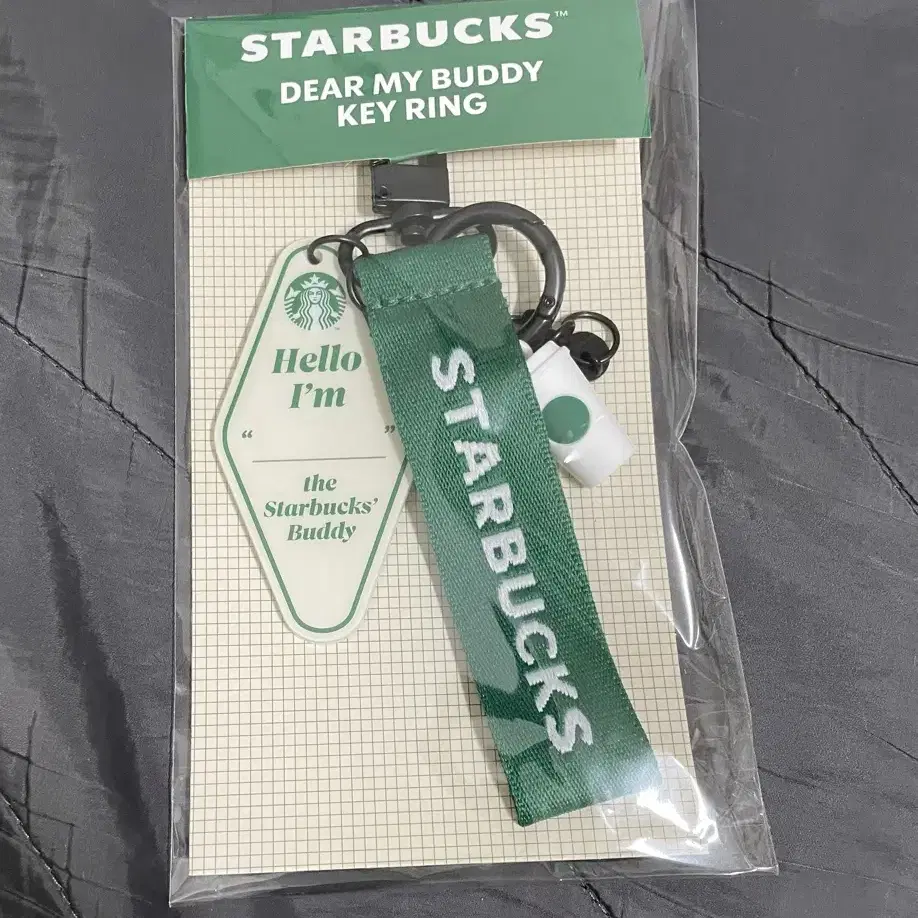 STARBUCKS™
DEAR MY BUDDY
KEY RING
Hello
I'm
“ ”
the
Starbucks'
Buddy
STARBUCKS